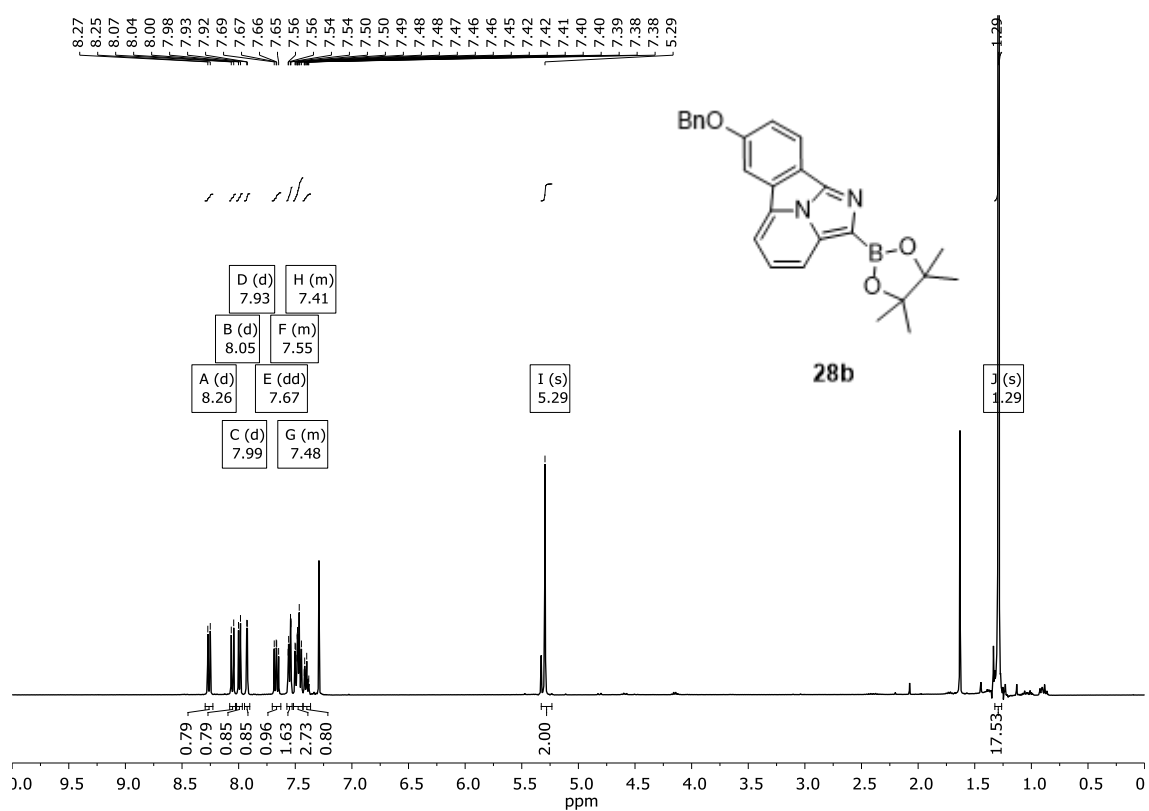 8.27
8.25
8.07
8.04
8.00
7.98
7.93
7.92
7.69
7.67
7.66
7.65
7.56
7.56
7.54
7.54
7.50
7.50
7.49
7.48
7.48
7.47
7.46
7.46
7.45
7.42
7.42
7.41
7.40
7.40
7.39
7.38
7.38
5.29
1.29
BnO
N
N
B
O
O
28b
D (d)
7.93
H (m)
7.41
B (d)
8.05
F (m)
7.55
A (d)
8.26
E (dd)
7.67
I (s)
5.29
J (s)
1.29
C (d)
7.99
G (m)
7.48
0.79
0.79
0.85
0.85
0.96
1.63
2.73
0.80
2.00
17.53
0.0 9.5 9.0 8.5 8.0 7.5 7.0 6.5 6.0 5.5 5.0 4.5 4.0 3.5 3.0 2.5 2.0 1.5 1.0 0.5 0
ppm